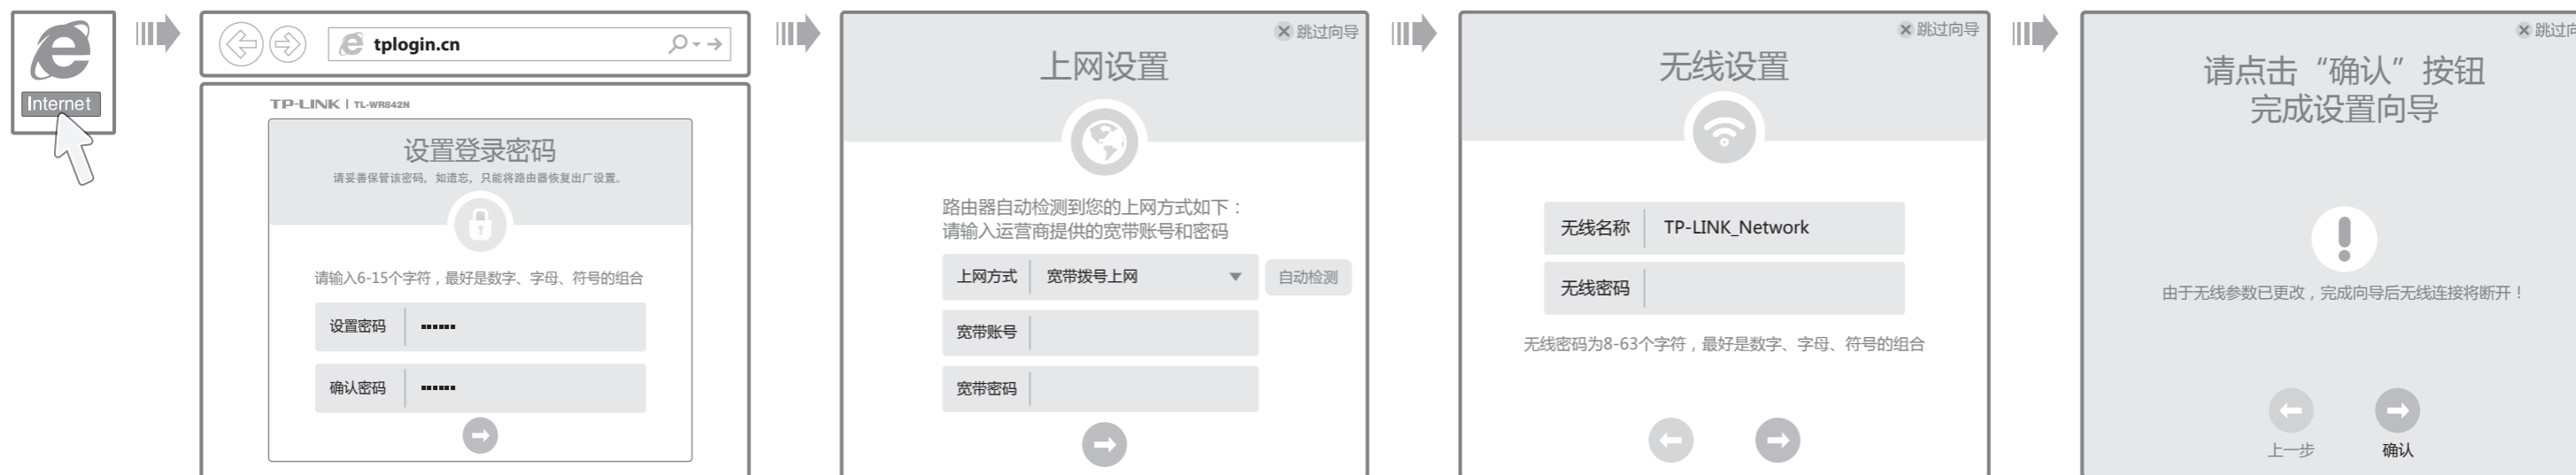 Internet
tplogin.cn
TP-LINK | TL-WR842N
设置登录密码
请妥善保管该密码，如遗忘，只能将路由器恢复出厂设置。
请输入6-15个字符，最好是数字、字母、符号的组合
设置密码
确认密码
跳过向导
上网设置
路由器自动检测到您的上网方式如下：
请输入运营商提供的宽带账号和密码
上网方式 宽带拨号上网 自动检测
宽带账号
宽带密码
跳过向导
无线设置
无线名称 TP-LINK_Network
无线密码
无线密码为8-63个字符，最好是数字、字母、符号的组合
跳过向
请点击“确认”按钮
完成设置向导
由于无线参数已更改，完成向导后无线连接将断开！
上一步 确认